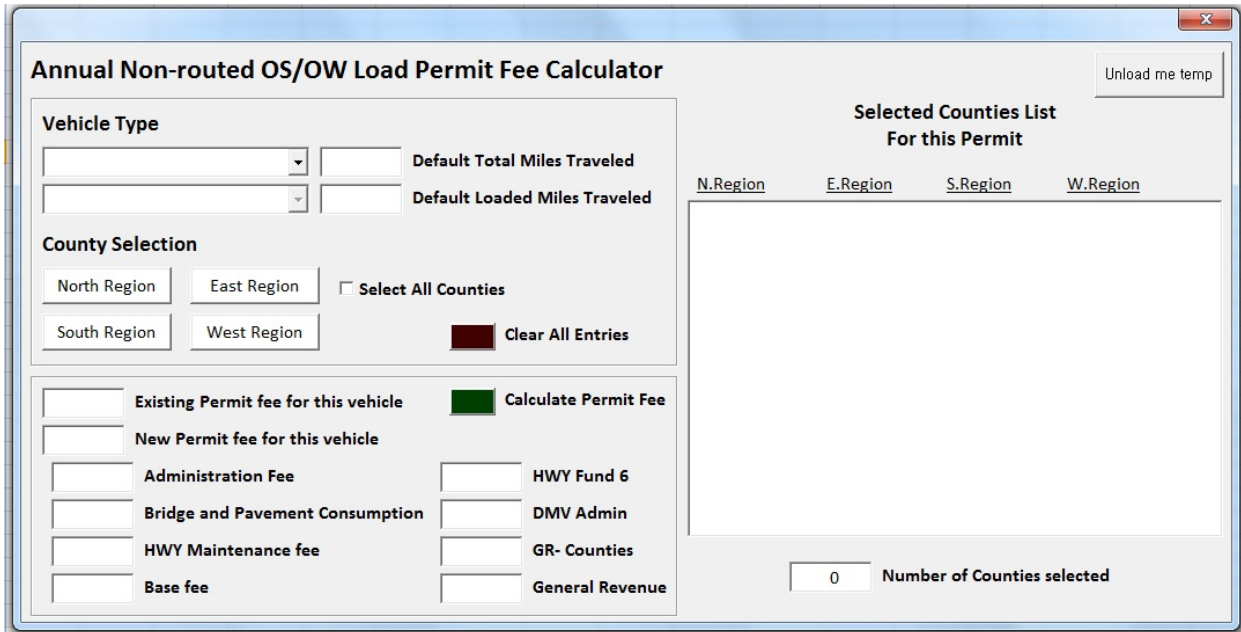 Annual Non-routed OS/OW Load Permit Fee Calculator
Unload me temp
Vehicle Type
Default Total Miles Traveled
Default Loaded Miles Traveled
County Selection
North Region East Region Select All Counties
South Region West Region Clear All Entries
Existing Permit fee for this vehicle Calculate Permit Fee
New Permit fee for this vehicle
Administration Fee HWY Fund 6
Bridge and Pavement Consumption DMV Admin
HWY Maintenance fee GR- Counties
Base fee General Revenue
Selected Counties List
For this Permit
N.Region E.Region S.Region W.Region
0 Number of Counties selected